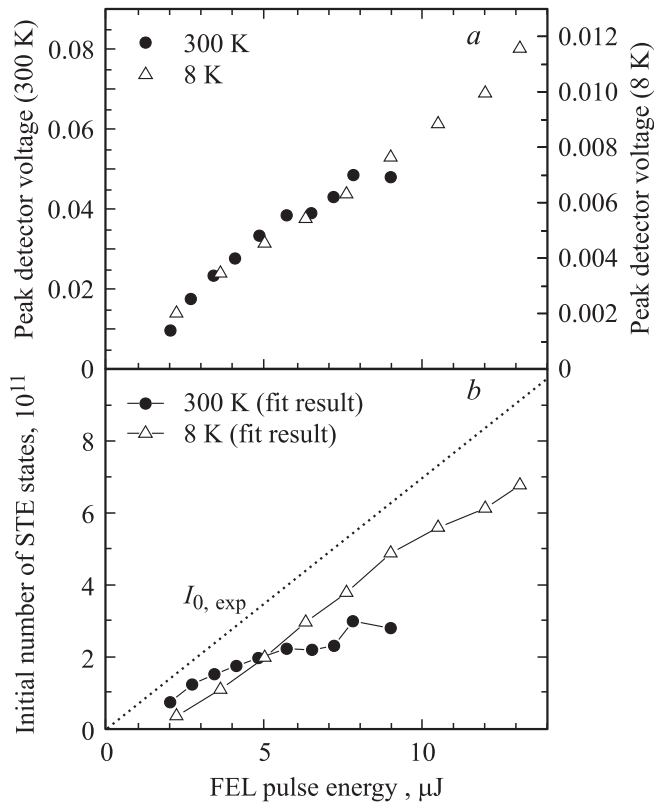 Peak detector voltage (300 K)
0.08
0.06
0.04
0.02
0
300 K
8 K
a
0.012
0.010
0.008
0.006
0.004
0.002
0
Peak detector voltage (8 K)
Initial number of STE states, 10^11
8
6
4
2
0
300 K (fit result)
8 K (fit result)
b
I0, exp
0 5 10
FEL pulse energy , μJ